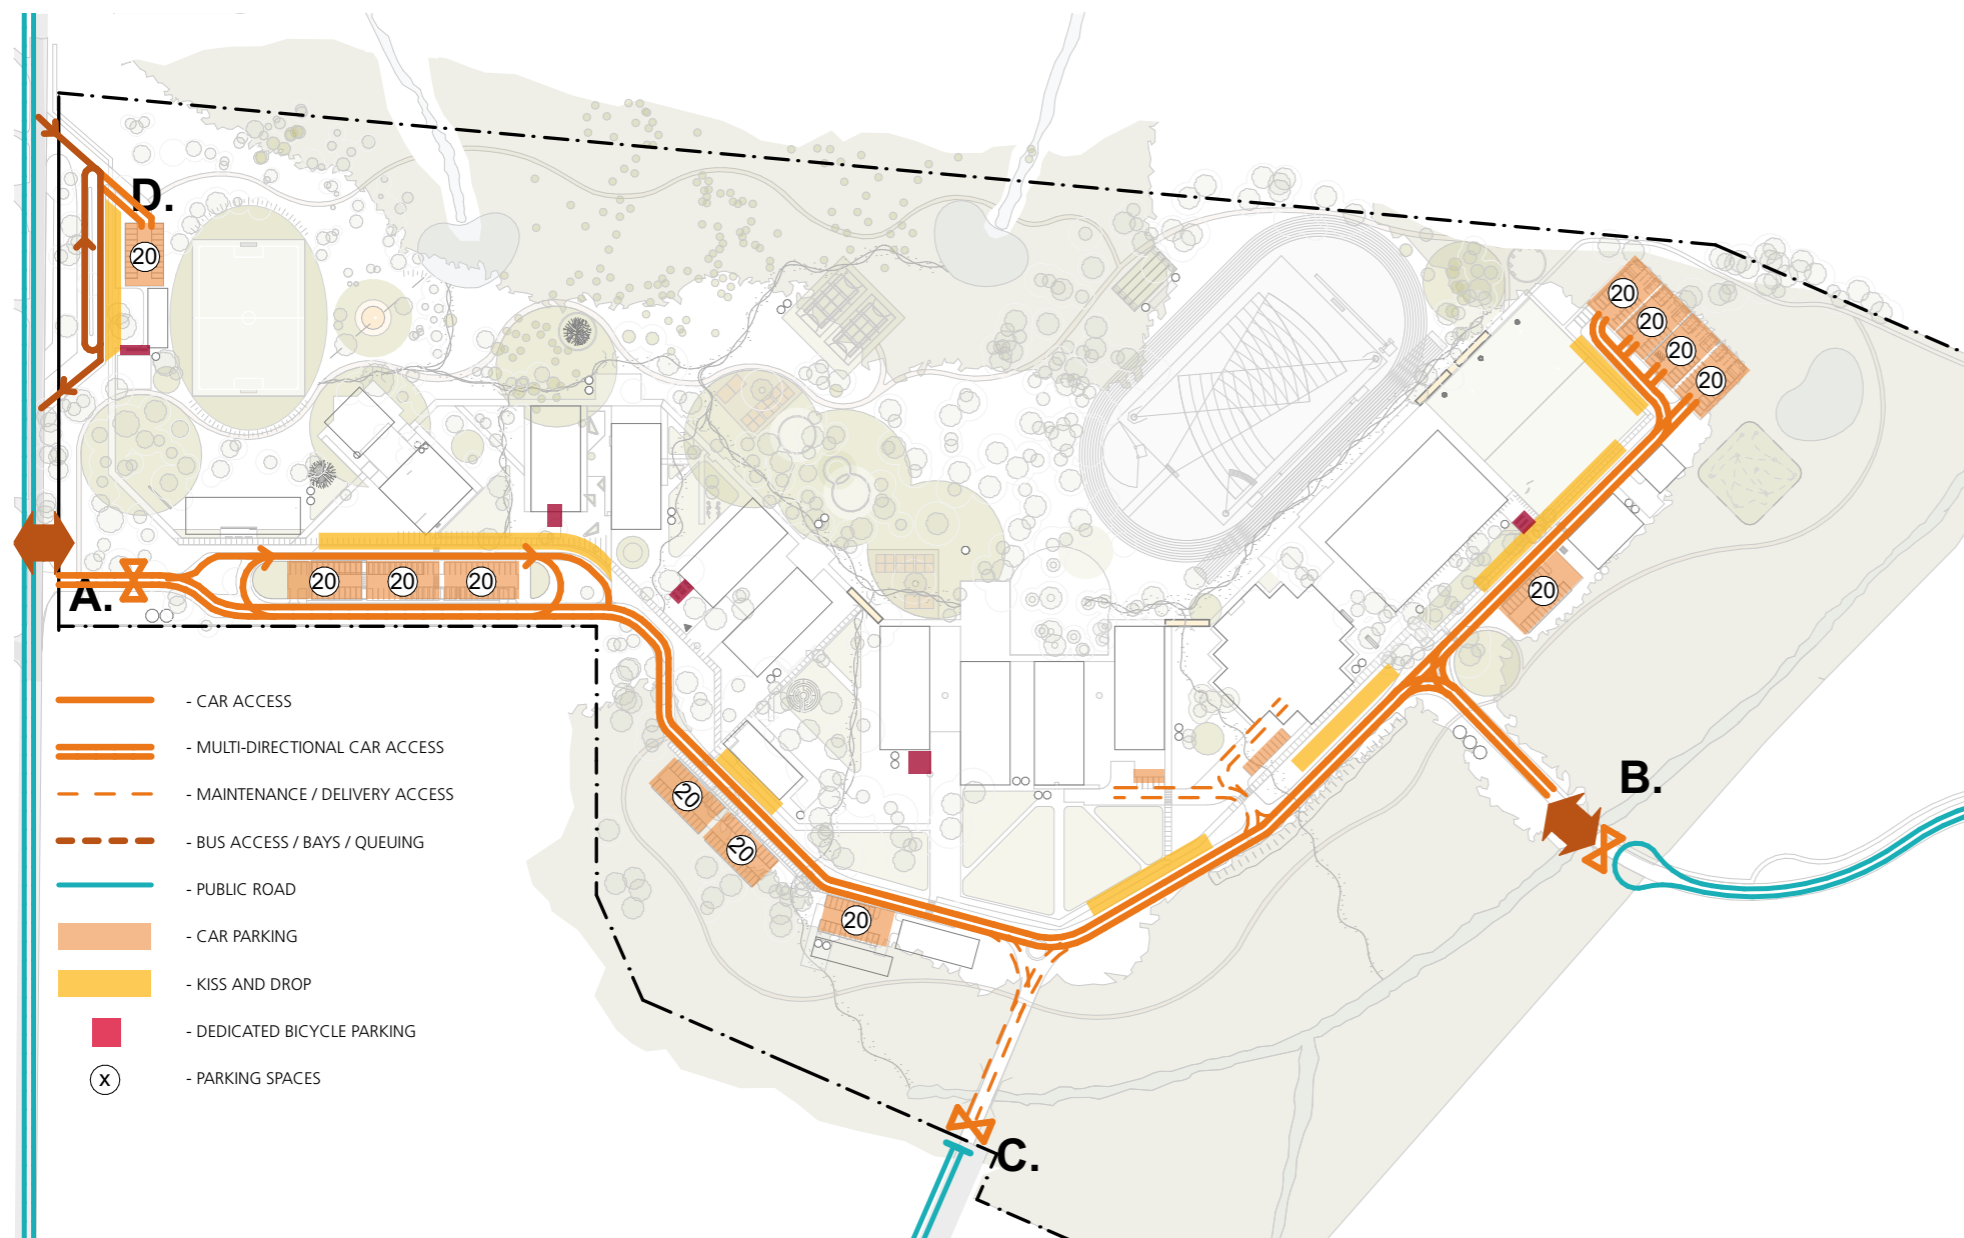 D.
20
20
20
20
20
20
A.
20
20
20
20
B.
20
20
20
C.
- CAR ACCESS
- MULTI-DIRECTIONAL CAR ACCESS
- MAINTENANCE / DELIVERY ACCESS
- BUS ACCESS / BAYS / QUEUING
- PUBLIC ROAD
- CAR PARKING
- KISS AND DROP
- DEDICATED BICYCLE PARKING
X - PARKING SPACES